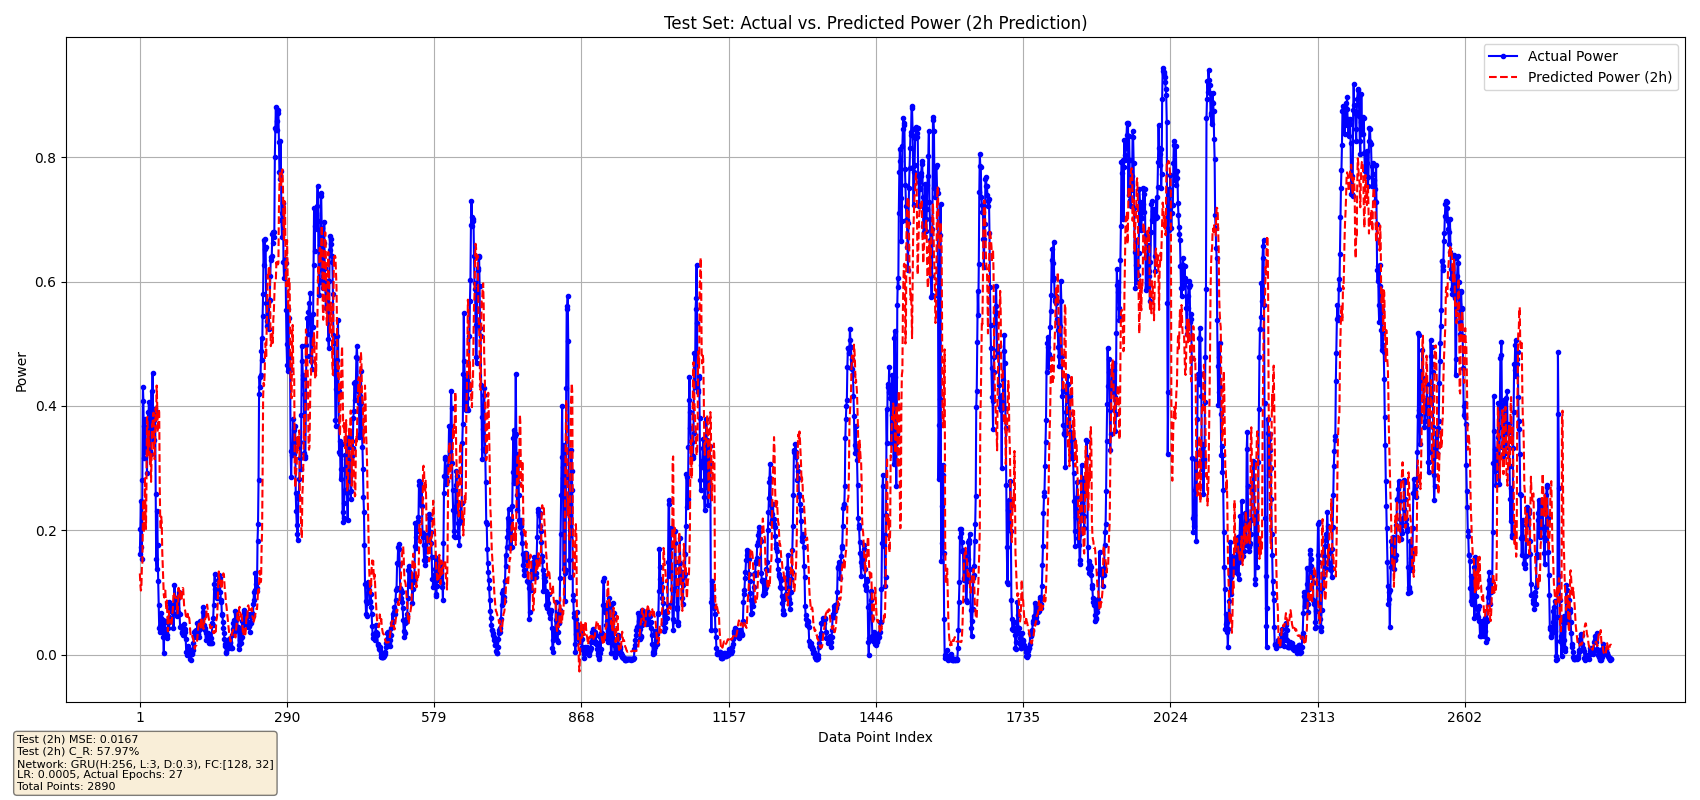 Test Set: Actual vs. Predicted Power (2h Prediction)
Actual Power
Predicted Power (2h)
Power
0.8
0.6
0.4
0.2
0.0
1 290 579 868 1157 1446 1735 2024 2313 2602
Data Point Index
Test (2h) MSE: 0.0167
Test (2h) C_R: 57.97%
Network: GRU(H:256, L:3, D:0.3), FC:[128, 32]
LR: 0.0005, Actual Epochs: 27
Total Points: 2890